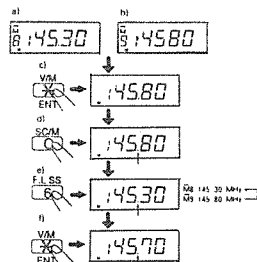 a) b)
M 8 145.30 M 9 145.80
c)
V/M
ENT 145.80
d)
SC/M
C 145.80
e)
F.L SS
6 145.30 M8 145 30 MHz
M9 145 80 MHz
f)
V/M
ENT 145.70